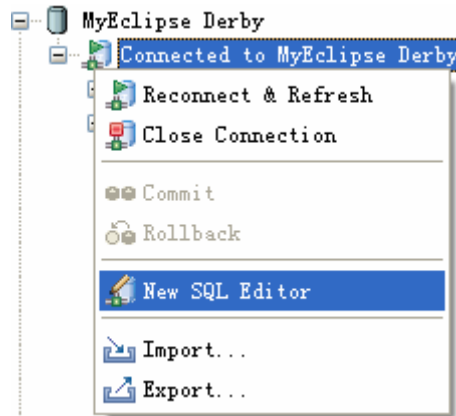 MyEclipse Derby
Connected to MyEclipse Derby
Reconnect & Refresh
Close Connection
Commit
Rollback
New SQL Editor
Import...
Export...